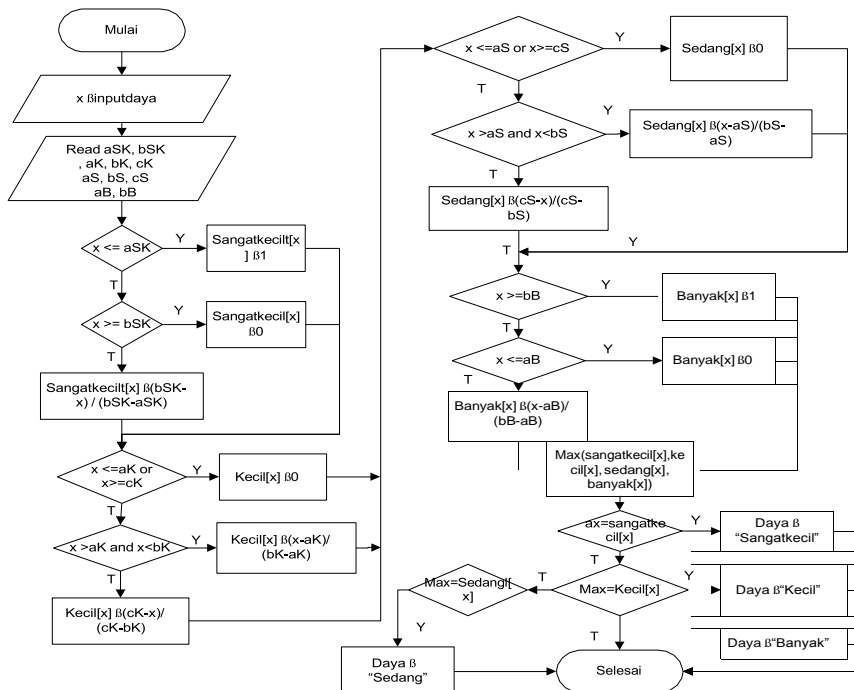 Mulai
x ßinputdaya
Read aSK, bSK
, aK, bK, cK
aS, bS, cS
aB, bB
x <= aSK
Y
Sangatkecilt[x
] ß1
T
x >= bSK
Y
Sangatkecil[x]
ß0
T
Sangatkecilt[x] ß(bSK-
x) / (bSK-aSK)
x <=aK or
x>=cK
Y
Kecil[x] ß0
T
x >aK and x<bK
Y
Kecil[x] ß(x-aK)/
(bK-aK)
T
Kecil[x] ß(cK-x)/
(cK-bK)
x <=aS or x>=cS
Y
Sedang[x] ß0
T
x >aS and x<bS
Y
Sedang[x] ß(x-aS)/(bS-
aS)
T
Sedang[x] ß(cS-x)/(cS-
bS)
T
Y
x >=bB
Y
Banyak[x] ß1
T
x <=aB
Y
Banyak[x] ß0
T
Banyak[x] ß(x-aB)/
(bB-aB)
Max(sangatkecil[x],ke
cil[x], sedang[x],
banyak[x])
ax=sangatke
cil[x]
Y
Daya ß
“Sangatkecil”
T
Max=Kecil[x]
Y
Daya ß“Kecil”
T
Max=Sedangl[
x]
Y
Daya ß
“Sedang”
T
Daya ß“Banyak”
Selesai